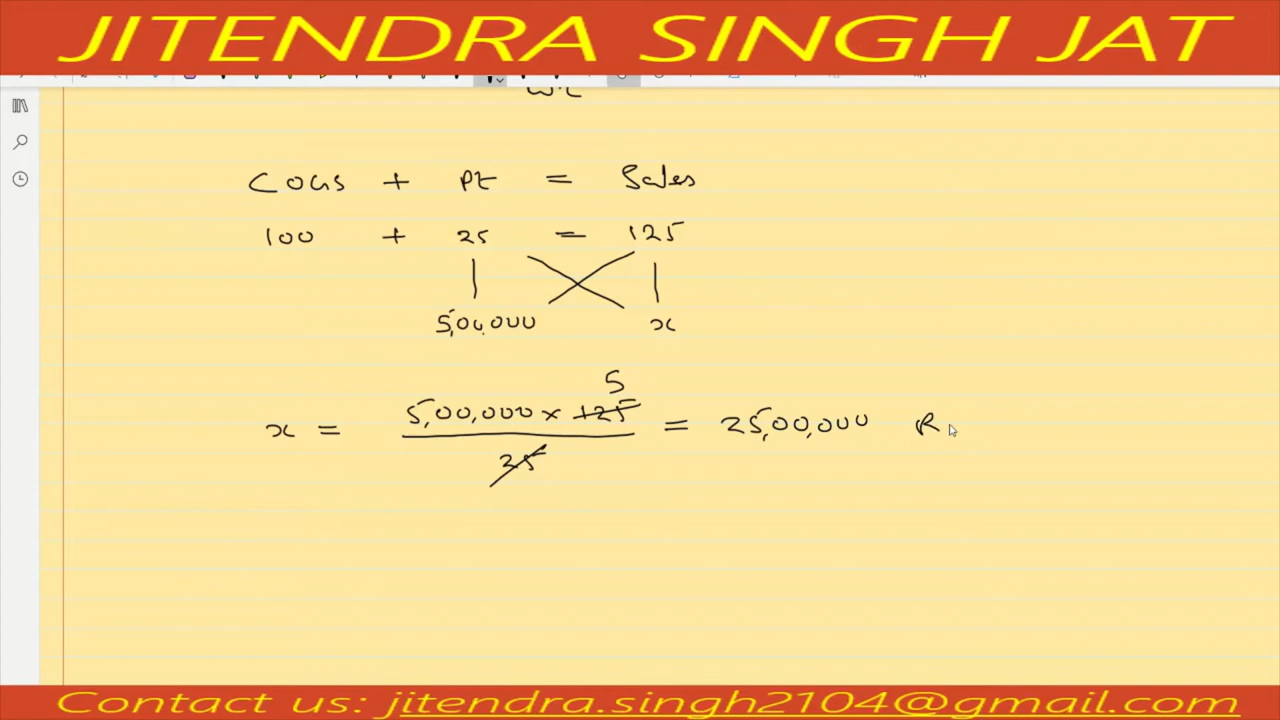 JITENDRA SINGH JAT
COGS + Pt = Sales
100 + 25 = 125
5,00,000 x
5
x = 5,00,000 × 125 = 25,00,000 R
25
Contact us: jitendra.singh2104@gmail.com